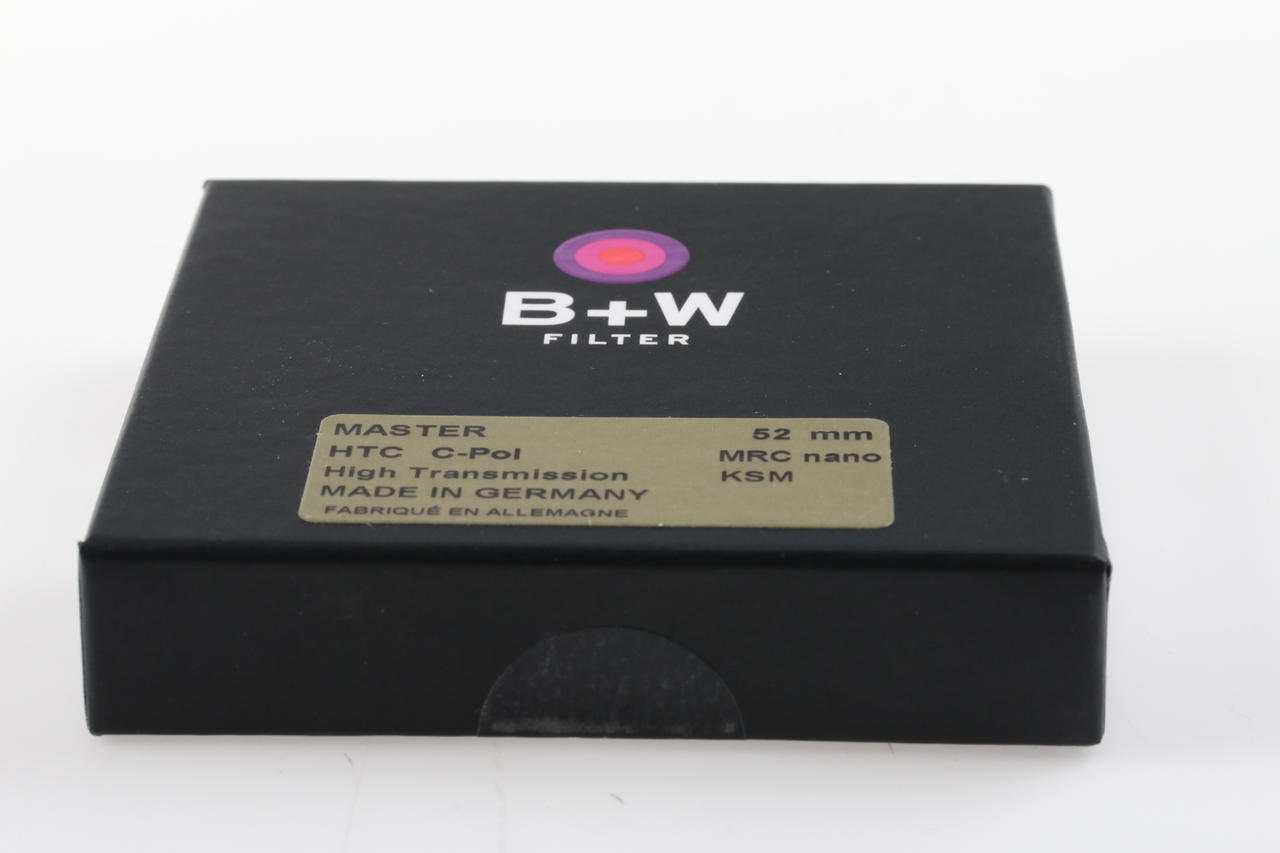 B+W
FILTER
MASTER 52 mm
HTC C-Pol MRC nano
High Transmission KSM
MADE IN GERMANY
FABRIQUÉ EN ALLEMAGNE